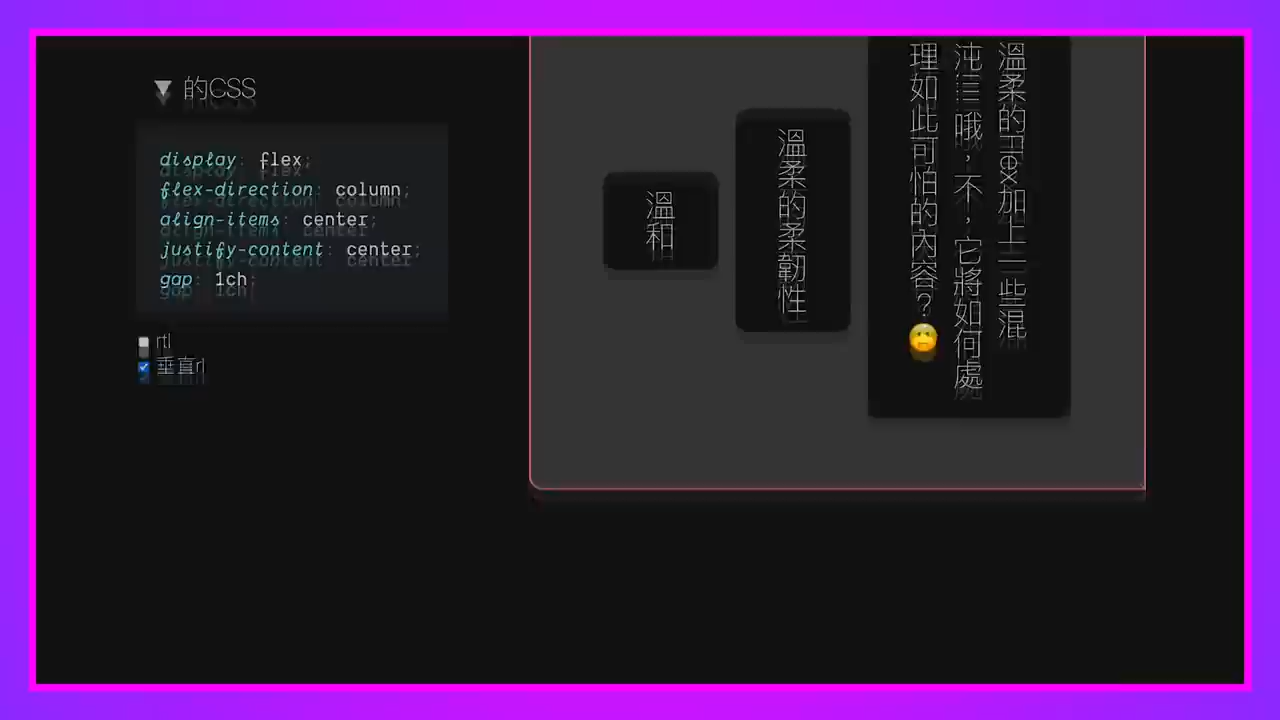 的CSS
display: flex;
flex-direction: column;
align-items: center;
justify-content: center;
gap: 1ch;
rtl
垂直rl
溫柔的Flex加上一些混
沌哦，不，它將如何處
理如此可怕的內容？
溫柔的柔韌性
溫和